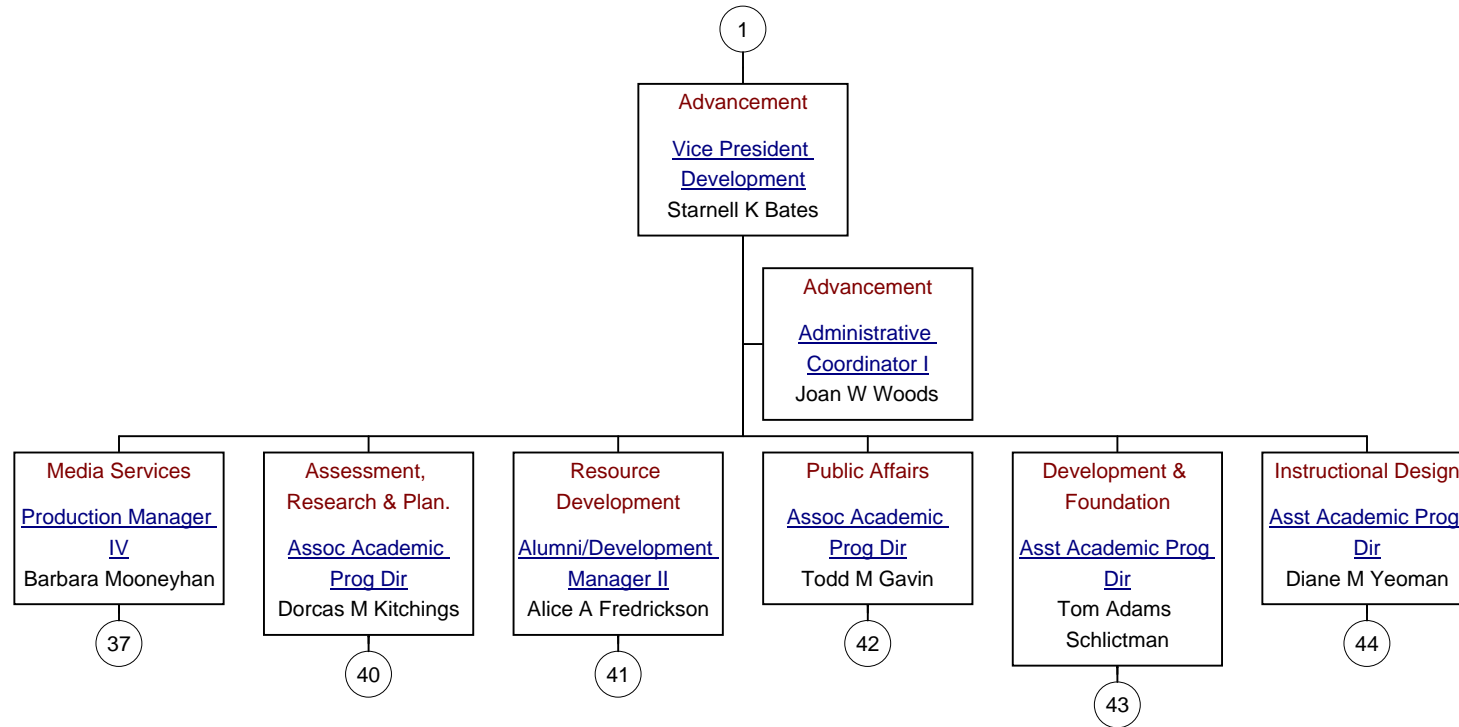 1
Advancement
Vice President
Development
Starnell K Bates
Advancement
Administrative
Coordinator I
Joan W Woods
Media Services
Production Manager
IV
Barbara Mooneyhan
37
Assessment,
Research & Plan.
Assoc Academic
Prog Dir
Dorcas M Kitchings
40
Resource
Development
Alumni/Development
Manager II
Alice A Fredrickson
41
Public Affairs
Assoc Academic
Prog Dir
Todd M Gavin
42
Development &
Foundation
Asst Academic Prog
Dir
Tom Adams
Schlictman
43
Instructional Design
Asst Academic Prog
Dir
Diane M Yeoman
44